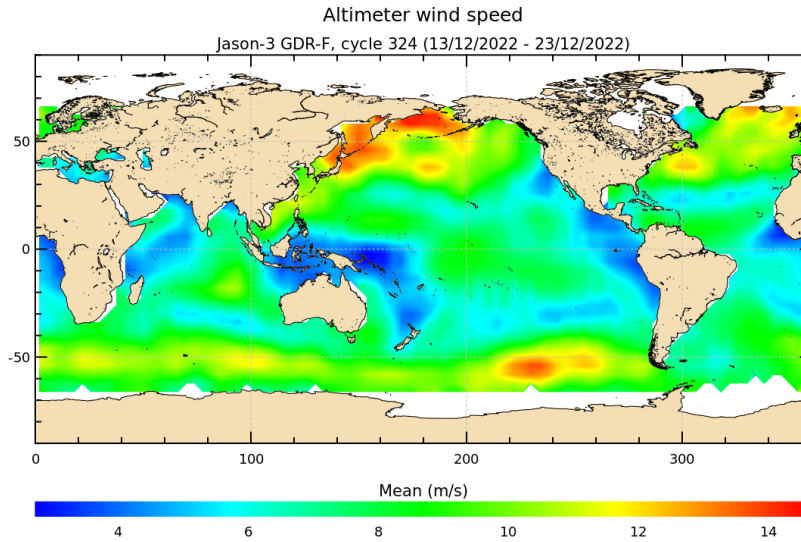 Altimeter wind speed
Jason-3 GDR-F, cycle 324 (13/12/2022 - 23/12/2022)
50
0
-50
0 100 200 300
Mean (m/s)
4 6 8 10 12 14